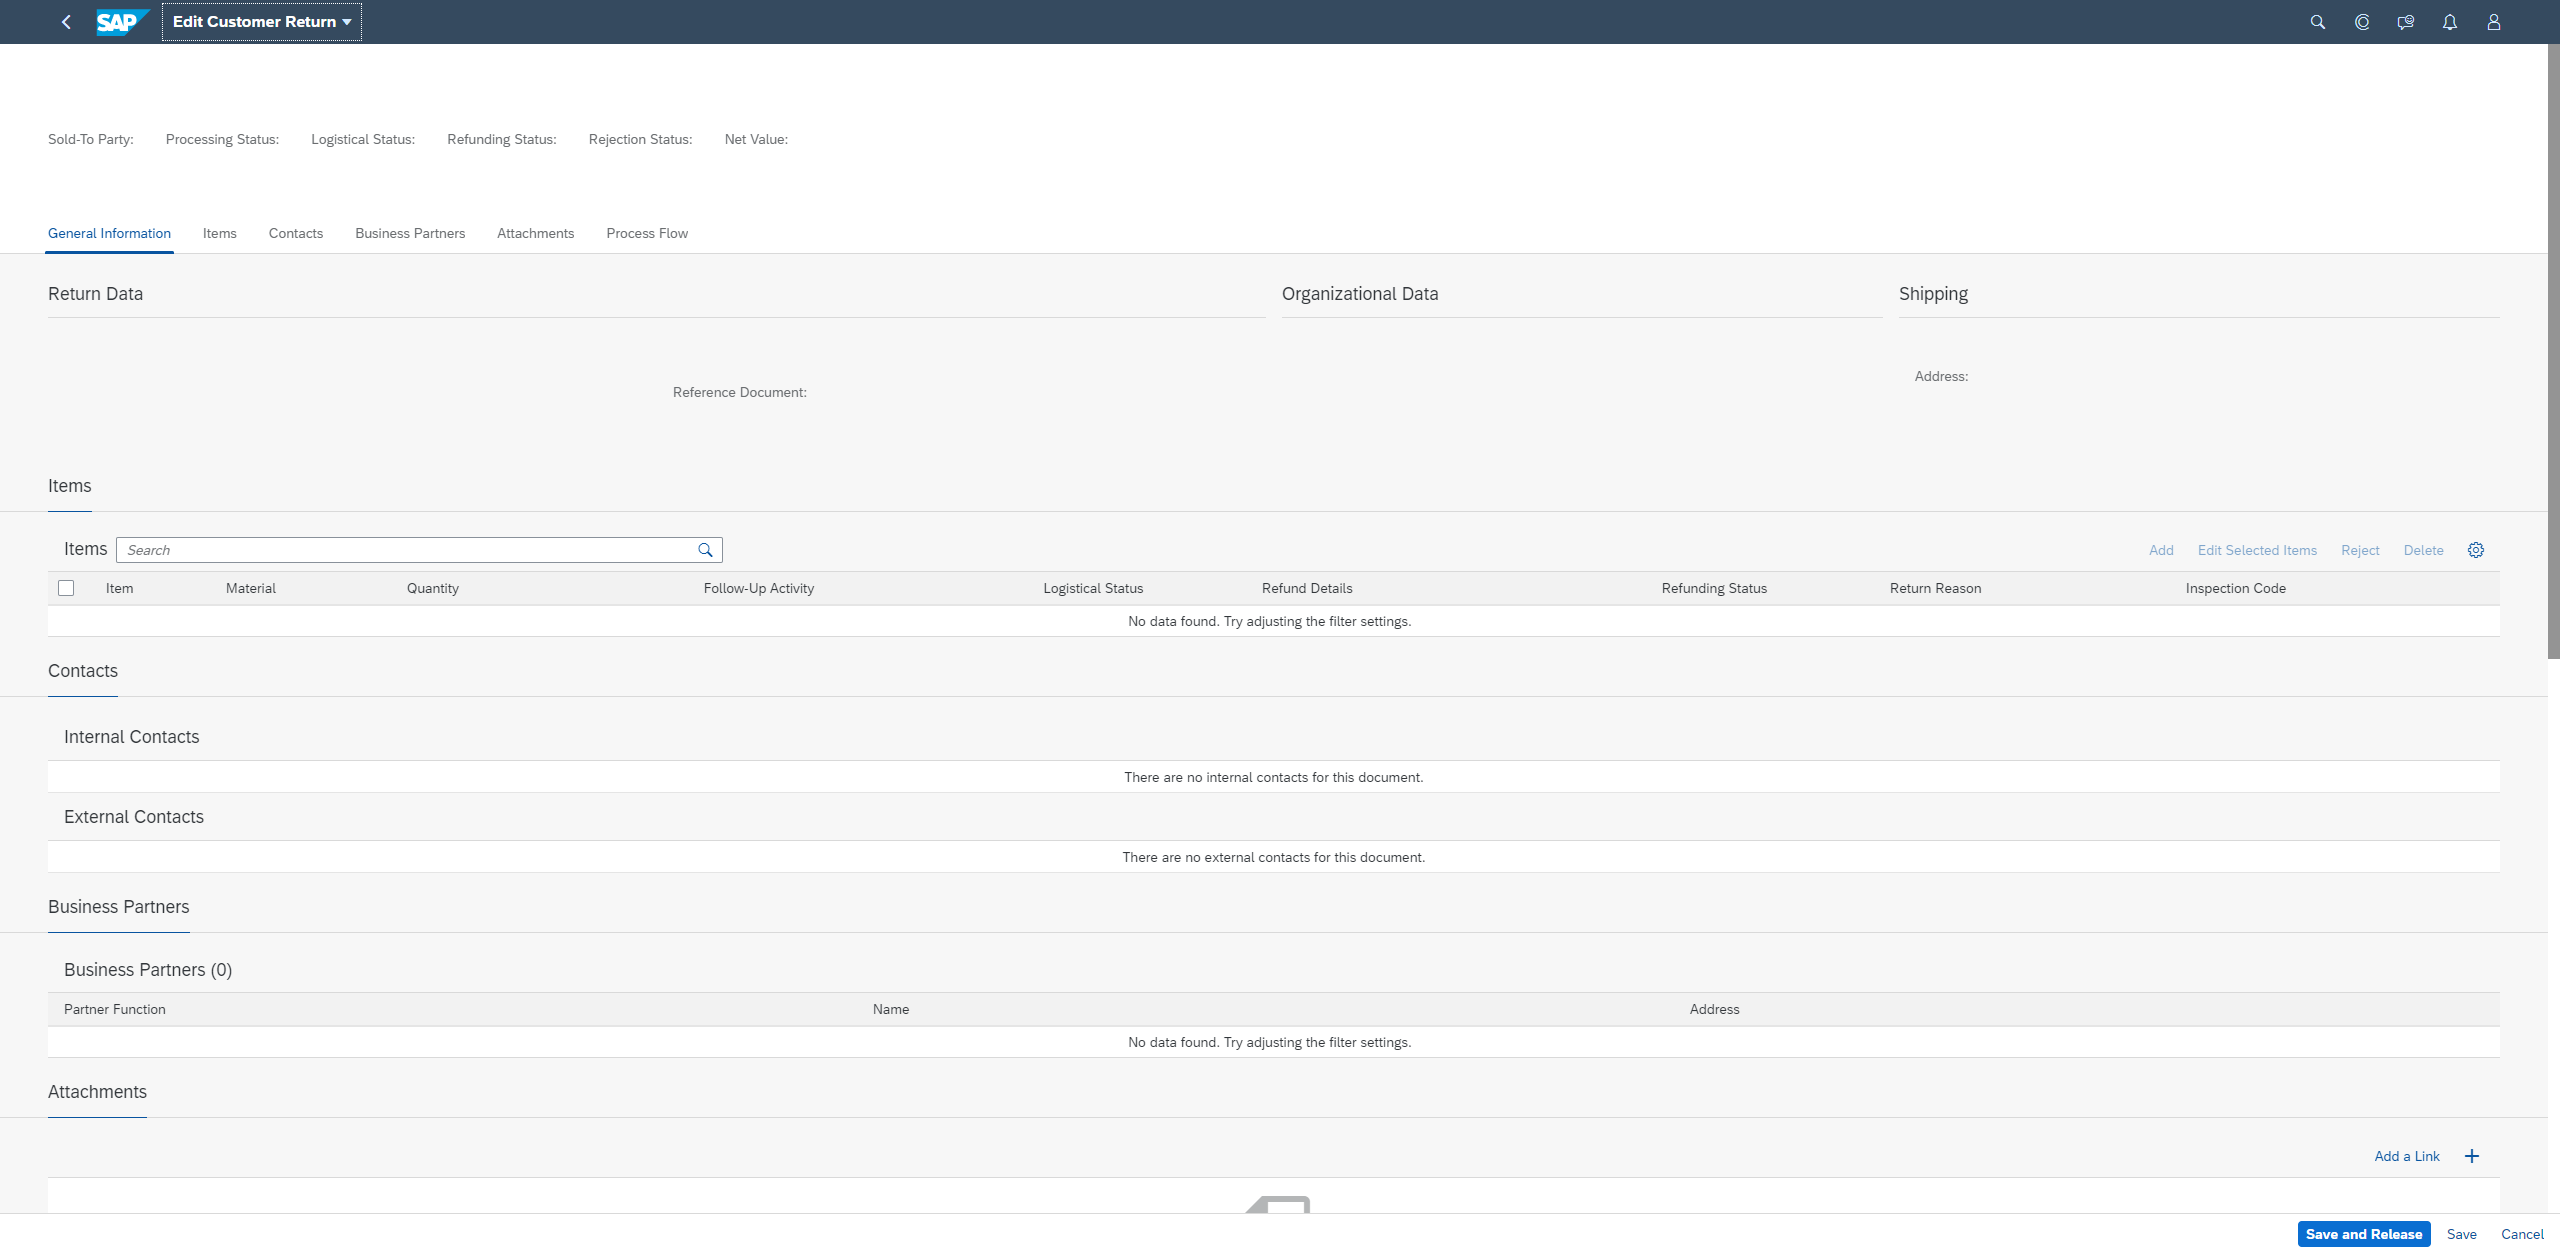 SAP Edit Customer Return
Sold-To Party: Processing Status: Logistical Status: Refunding Status: Rejection Status: Net Value:
General Information Items Contacts Business Partners Attachments Process Flow
Return Data Organizational Data Shipping
Address:
Reference Document:
Items
Items Search Add Edit Selected Items Reject Delete
Item Material Quantity Follow-Up Activity Logistical Status Refund Details Refunding Status Return Reason Inspection Code
No data found. Try adjusting the filter settings.
Contacts
Internal Contacts
There are no internal contacts for this document.
External Contacts
There are no external contacts for this document.
Business Partners
Business Partners (0)
Partner Function Name Address
No data found. Try adjusting the filter settings.
Attachments
Add a Link
Save and Release Save Cancel